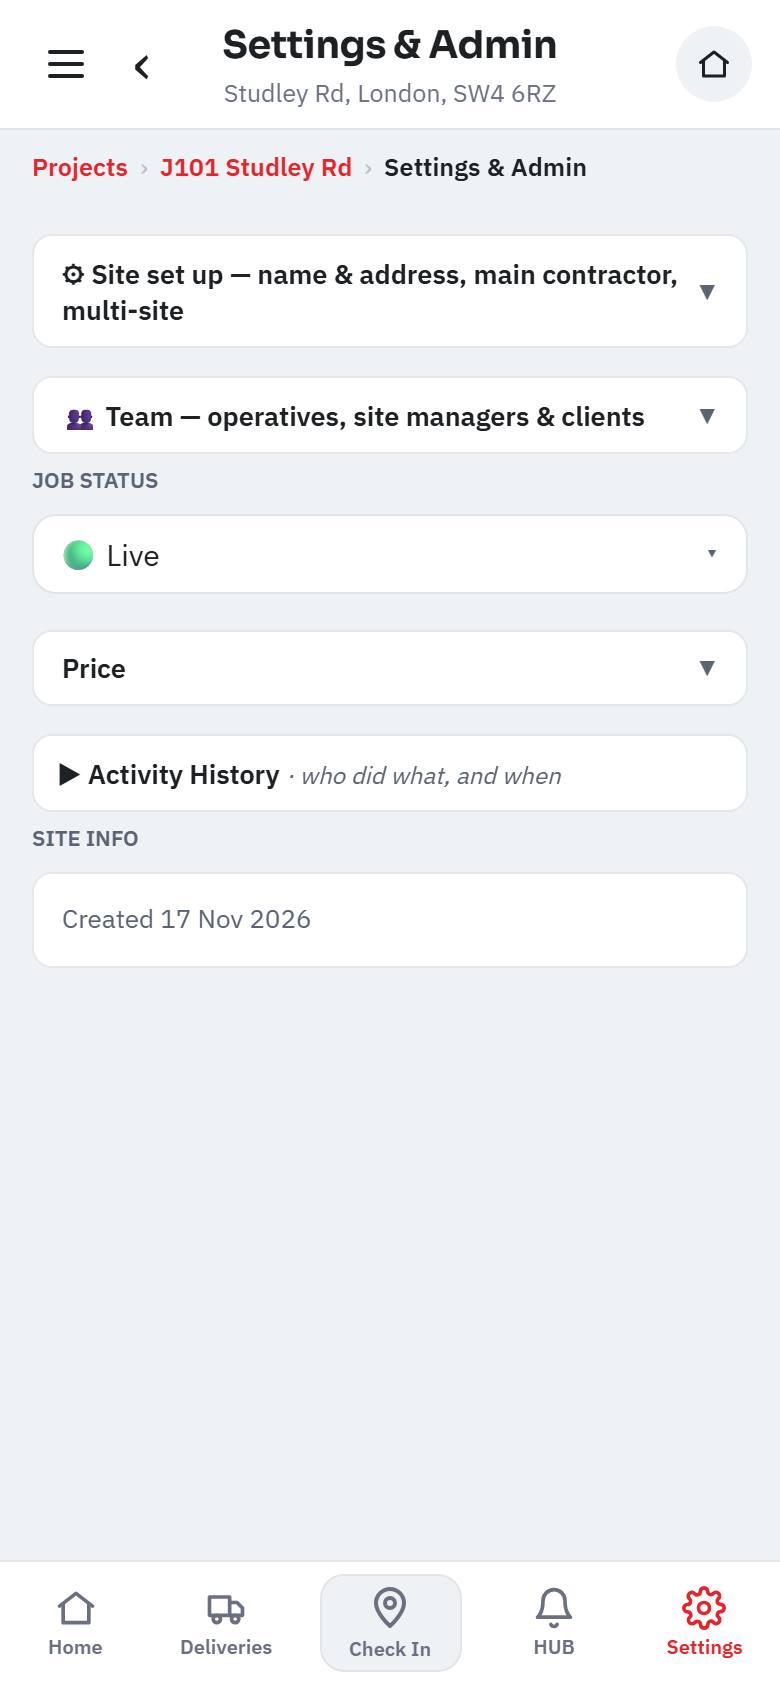 Settings & Admin
Studley Rd, London, SW4 6RZ
Projects › J101 Studley Rd › Settings & Admin
⚙ Site set up — name & address, main contractor,
multi-site
▼
👥 Team — operatives, site managers & clients ▼
JOB STATUS
🟢 Live ▾
Price ▼
▶ Activity History · who did what, and when
SITE INFO
Created 17 Nov 2026
Home
Deliveries
Check In
HUB
Settings